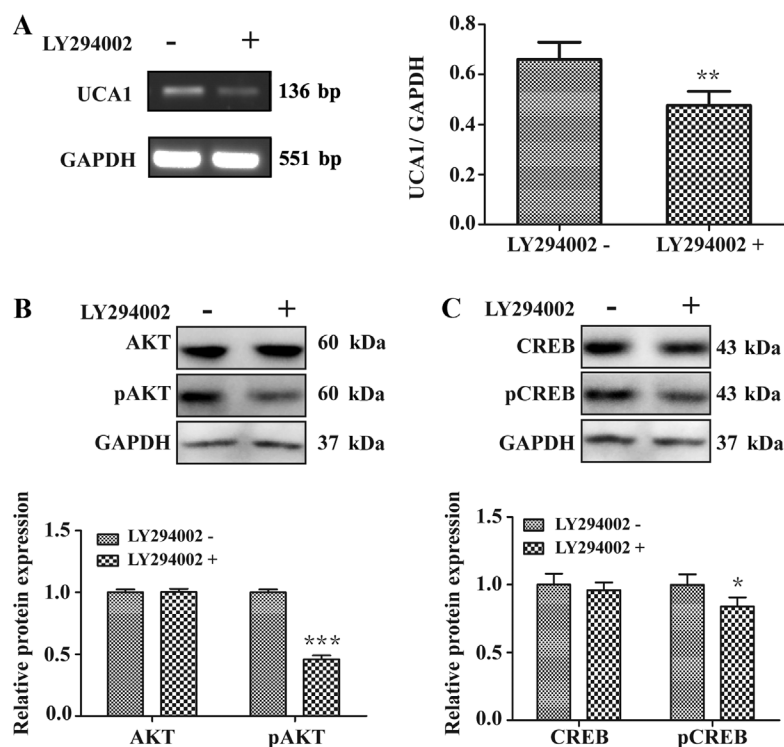 A
LY294002 - +
UCA1 136 bp
GAPDH 551 bp
UCA1/ GAPDH
0.8
0.6
0.4
0.2
0.0
**
LY294002 - LY294002 +
B
LY294002 - +
AKT 60 kDa
pAKT 60 kDa
GAPDH 37 kDa
Relative protein expression
1.5
1.0
0.5
0.0
LY294002 -
LY294002 +
***
AKT pAKT
C
LY294002 - +
CREB 43 kDa
pCREB 43 kDa
GAPDH 37 kDa
Relative protein expression
1.5
1.0
0.5
0.0
LY294002 -
LY294002 +
*
CREB pCREB